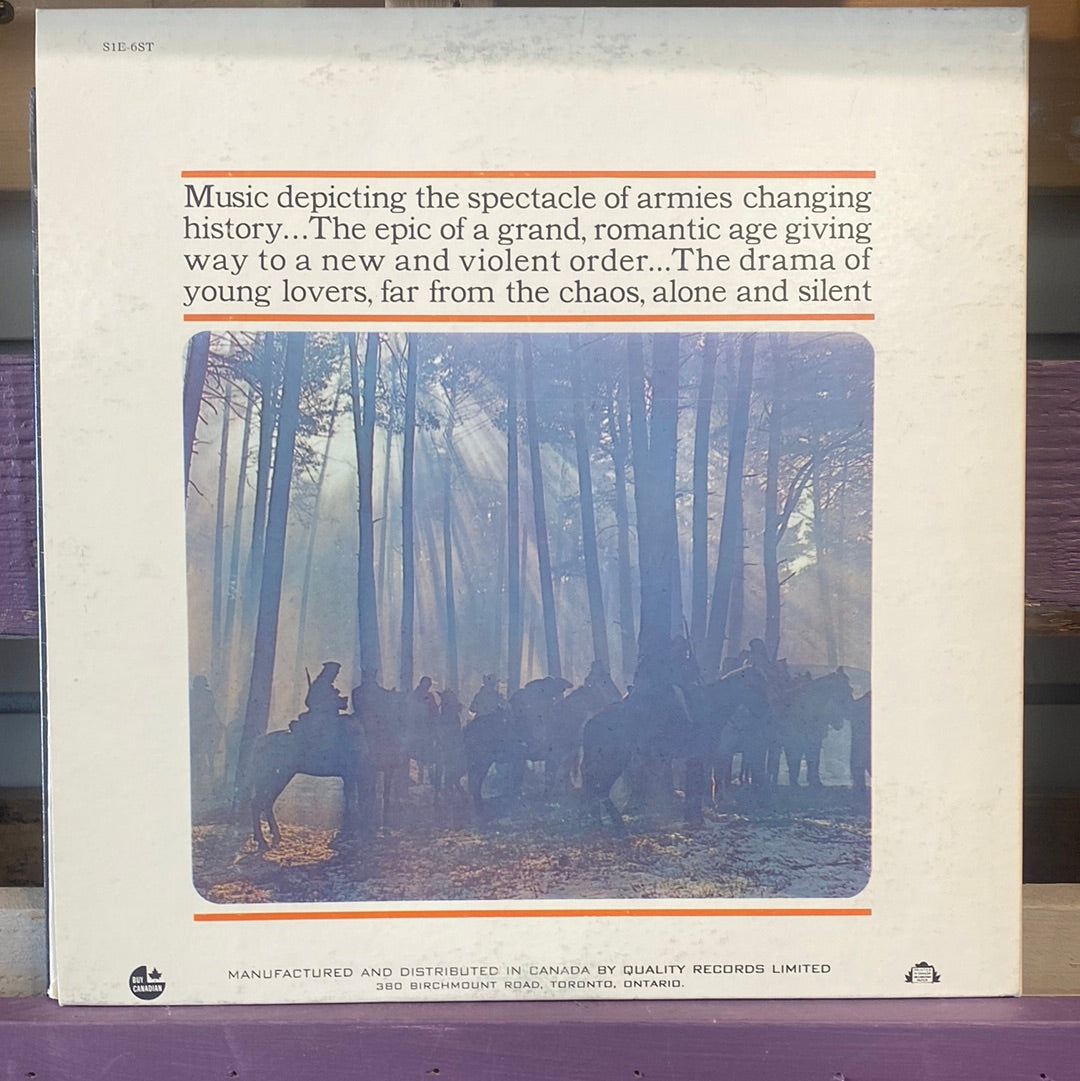 S1E-6ST
Music depicting the spectacle of armies changing
history...The epic of a grand, romantic age giving
way to a new and violent order...The drama of
young lovers, far from the chaos, alone and silent
BUY
CANADIAN
MANUFACTURED AND DISTRIBUTED IN CANADA BY QUALITY RECORDS LIMITED
380 BIRCHMOUNT ROAD, TORONTO, ONTARIO.